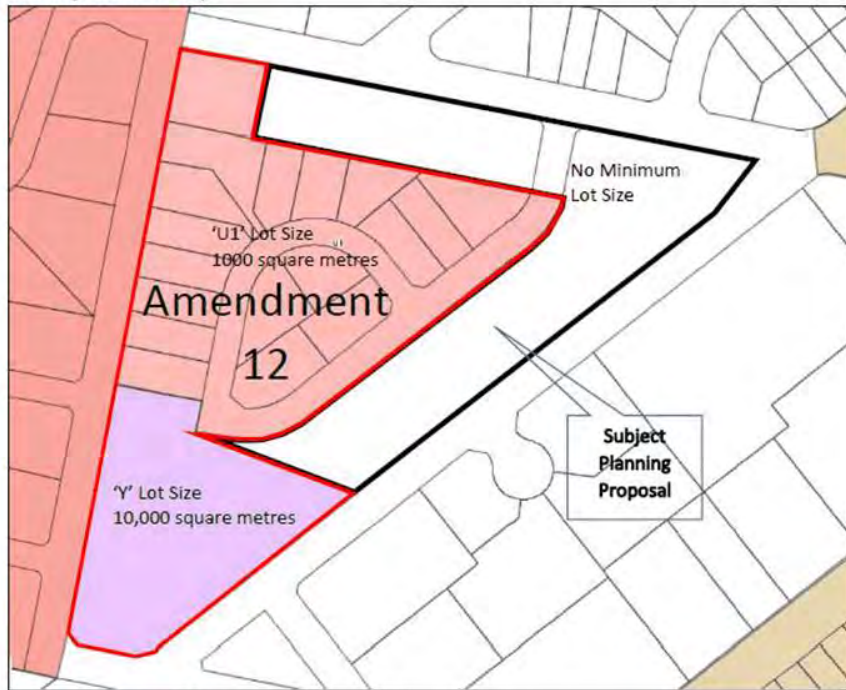 No Minimum
Lot Size
'U1' Lot Size
1000 square metres
Amendment
12
Subject
Planning
Proposal
'Y' Lot Size
10,000 square metres